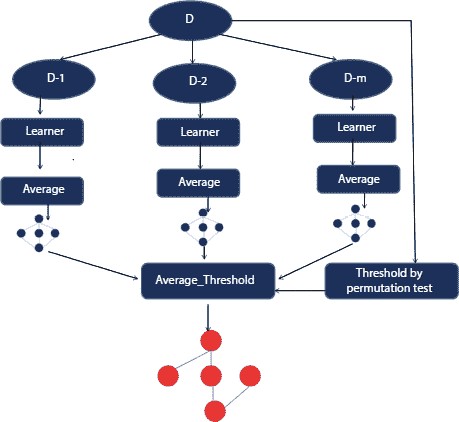 D
D-1
D-2
D-m
Learner
Learner
Learner
Average
Average
Average
Average_Threshold
Threshold by
permutation test